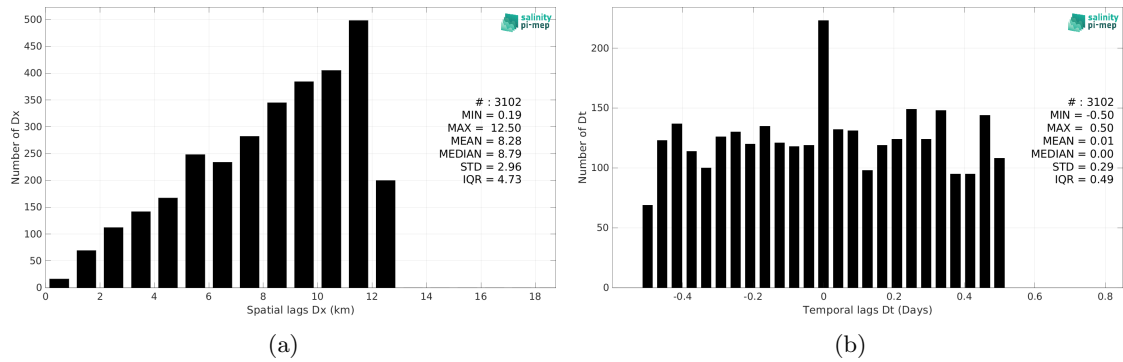 500
450
400
350
300
250
200
150
100
50
0
Number of Dx
0 2 4 6 8 10 12 14 16 18
Spatial lags Dx (km)
salinity
pi-mep
# : 3102
MIN = 0.19
MAX = 12.50
MEAN = 8.28
MEDIAN = 8.79
STD = 2.96
IQR = 4.73
(a)
200
150
100
50
0
Number of Dt
-0.4 -0.2 0 0.2 0.4 0.6 0.8
Temporal lags Dt (Days)
salinity
pi-mep
# : 3102
MIN = -0.50
MAX = 0.50
MEAN = 0.01
MEDIAN = 0.00
STD = 0.29
IQR = 0.49
(b)